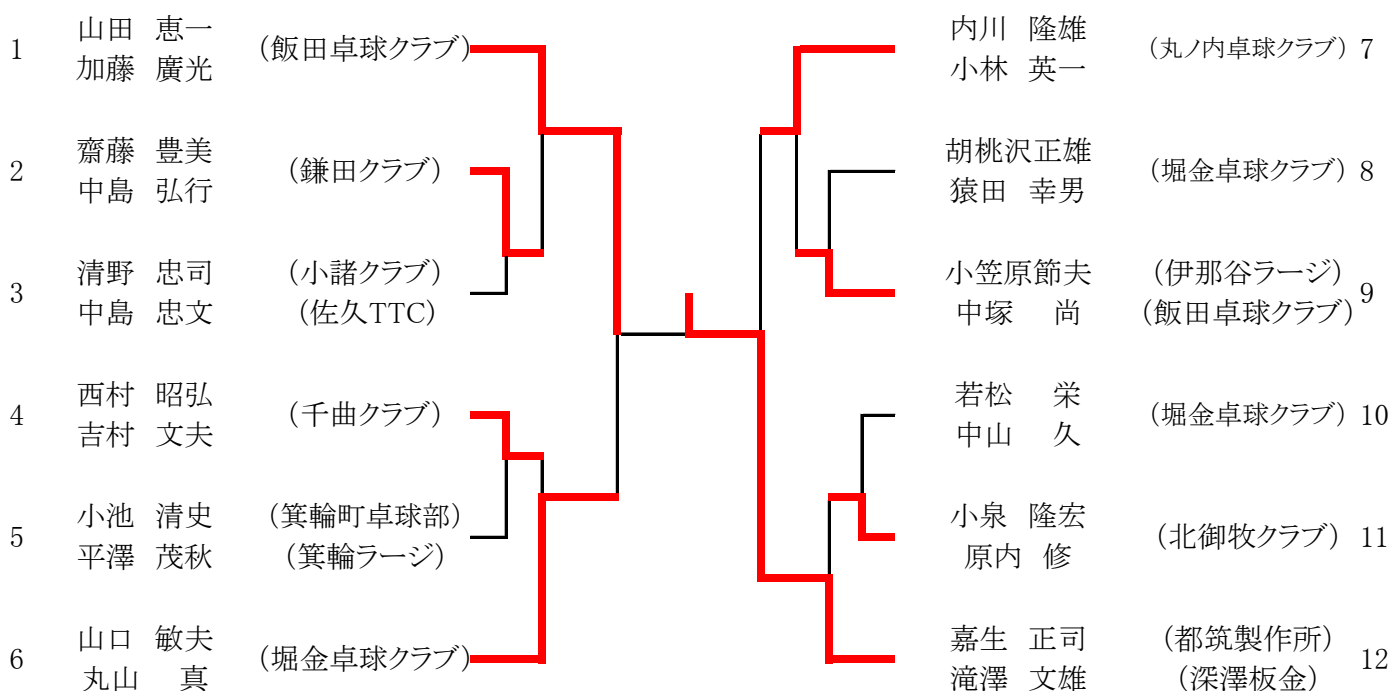 1 山田 恵一 (飯田卓球クラブ)
加藤 廣光
2 齋藤 豊美 (鎌田クラブ)
中島 弘行
3 清野 忠司 (小諸クラブ)
中島 忠文 (佐久TTC)
4 西村 昭弘 (千曲クラブ)
吉村 文夫
5 小池 清史 (箕輪町卓球部)
平澤 茂秋 (箕輪ラージ)
6 山口 敏夫 (堀金卓球クラブ)
丸山 真
内川 隆雄 (丸ノ内卓球クラブ) 7
小林 英一
胡桃沢正雄 (堀金卓球クラブ) 8
猿田 幸男
小笠原節夫 (伊那谷ラージ) 9
中塚 尚 (飯田卓球クラブ)
若松 栄 (堀金卓球クラブ) 10
中山 久
小泉 隆宏 (北御牧クラブ) 11
原内 修
嘉生 正司 (都筑製作所) 12
滝澤 文雄 (深澤板金)